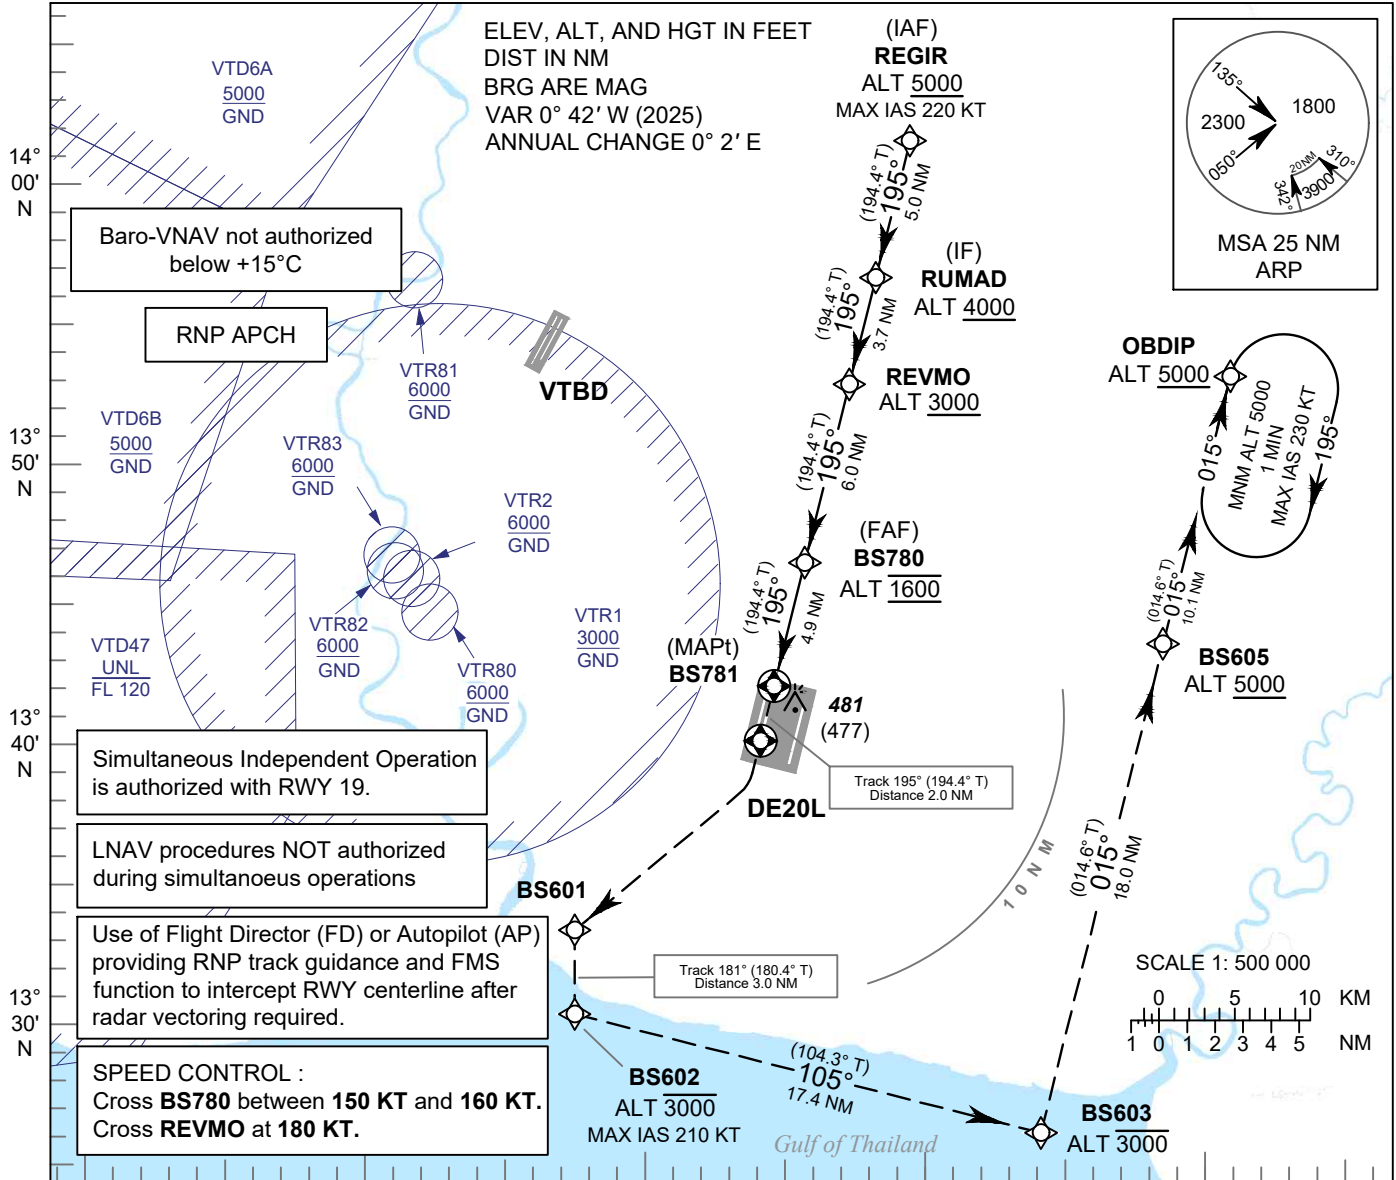 ELEV, ALT, AND HGT IN FEET
DIST IN NM
BRG ARE MAG
VAR 0° 42′ W (2025)
ANNUAL CHANGE 0° 2′ E
(IAF)
REGIR
ALT 5000
MAX IAS 220 KT
135°
2300
050°
1800
20NM
310°
3900
342°
MSA 25 NM
ARP
VTD6A
5000
GND
14°
00'
N
Baro-VNAV not authorized
below +15°C
RNP APCH
(194.4° T)
195°
5.0 NM
(IF)
RUMAD
ALT 4000
(194.4° T)
195°
3.7 NM
REVMO
ALT 3000
VTBD
VTR81
6000
GND
OBDIP
ALT 5000
MNM ALT 5000
1 MIN
MAX IAS 230 KT
015°
195°
VTD6B
5000
GND
13°
50'
N
VTR83
6000
GND
VTR2
6000
GND
(194.4° T)
195°
6.0 NM
(FAF)
BS780
ALT 1600
(194.4° T)
195°
4.9 NM
(014.6° T)
015°
10.1 NM
VTR82
6000
GND
VTR1
3000
GND
VTD47
UNL
FL 120
VTR80
6000
GND
(MAPt)
BS781
481
(477)
BS605
ALT 5000
13°
40'
N
Simultaneous Independent Operation
is authorized with RWY 19.
Track 195° (194.4° T)
Distance 2.0 NM
DE20L
LNAV procedures NOT authorized
during simultanoeus operations
BS601
10 NM
(014.6° T)
015°
18.0 NM
Use of Flight Director (FD) or Autopilot (AP)
providing RNP track guidance and FMS
function to intercept RWY centerline after
radar vectoring required.
Track 181° (180.4° T)
Distance 3.0 NM
SCALE 1: 500 000
0 5 10 KM
1 0 1 2 3 4 5 NM
13°
30'
N
SPEED CONTROL :
Cross BS780 between 150 KT and 160 KT.
Cross REVMO at 180 KT.
BS602
ALT 3000
MAX IAS 210 KT
(104.3° T)
105°
17.4 NM
BS603
ALT 3000
Gulf of Thailand